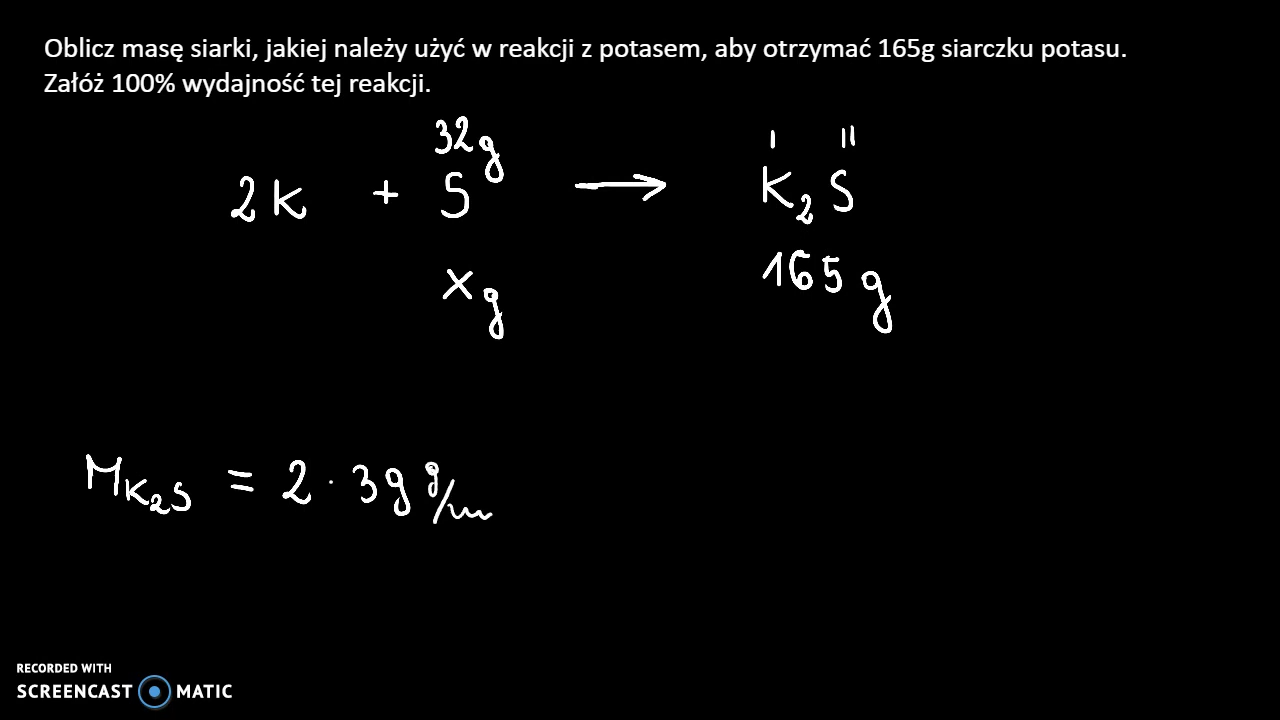 Oblicz masę siarki, jakiej należy użyć w reakcji z potasem, aby otrzymać 165g siarczku potasu.
Załóż 100% wydajność tej reakcji.
32g I II
2K + S → K₂S
xg 165g
M K₂S = 2 · 39 g/m
RECORDED WITH
SCREENCAST MATIC